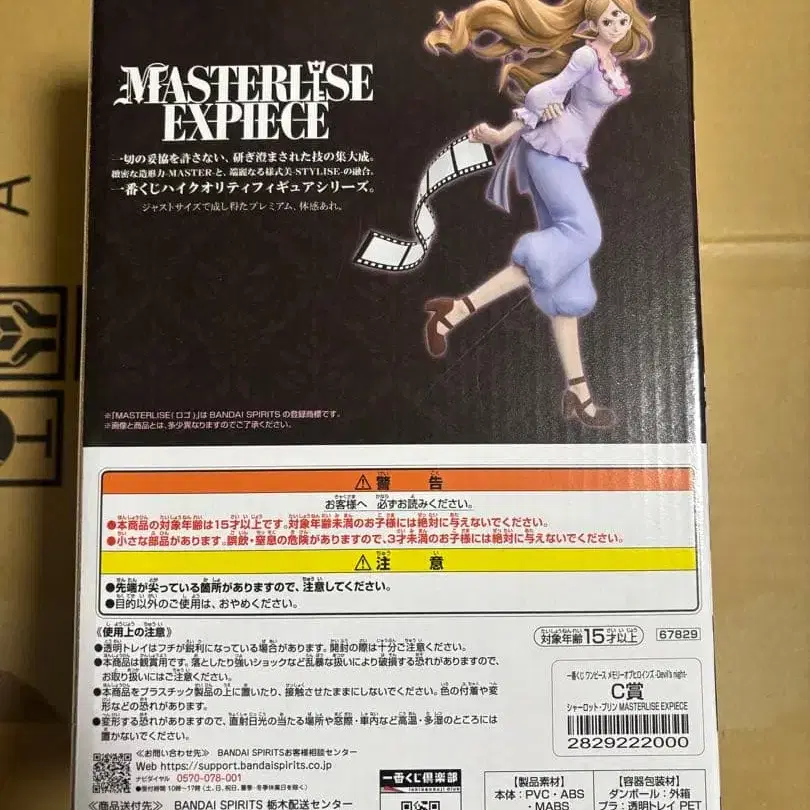 MASTERLISE
EXPIECE
一切の妥協を許さない、研ぎ澄まされた技の集大成。
緻密な造形力-MASTER-と、端麗なる様式美-STYLISE-の融合。
一番くじハイクオリティフィギュアシリーズ。
ジャストサイズで成し得たプレミアム、体感あれ。
※「MASTERLISE(ロゴ)」は BANDAI SPIRITS の登録商標です。
※画像と商品とは、多少異なりますのでご了承ください。
⚠警告
お客様へ 必ずお読みください。
●本商品の対象年齢は15才以上です。対象年齢未満のお子様には絶対に与えないでください。
●小さな部品があります。誤飲・窒息の危険がありますので、3才未満のお子様には絶対に与えないでください。
⚠注意
●先端が尖っている箇所がありますので、注意してください。
●目的以外のご使用は、おやめください。
《使用上の注意》
●透明トレイはフチが鋭利になっている場合があります。開封の際は十分ご注意ください。
●本商品は観賞用です。落としたり強いショックなど乱暴な扱いにより破損する恐れがありますので、
お取り扱いにはご注意ください。
●本商品をプラスチック製品の上に置いたり、接触させたままにしないでください。色の付着や変
形などの恐れがあります。
●変形する恐れがありますので、直射日光の当たる場所や窓際・車内など高温・多湿のところには
置かないでください。
対象年齢15才以上
67829
一番くじ ワンピース メモリーオブヒロインズ -Devil's night-
C賞
シャーロット・プリン MASTERLISE EXPIECE
2829222000
≪お問い合わせ先≫ BANDAI SPIRITSお客様相談センター
Web https://support.bandaispirits.co.jp
ナビダイヤル 0570-078-001
●受付時間 10時~17時(土、日、祝日、夏季・冬季休業日を除く)
≪商品送付先≫ BANDAI SPIRITS 栃木配送センター
一番くじ倶楽部
【製品素材】
本体:PVC・ABS
・MABS
【容器包装材】
ダンボール:外箱
プラ:透明トレイ PET
A